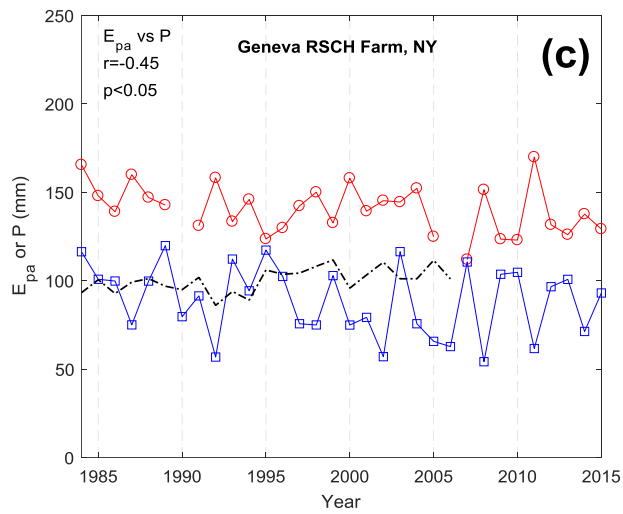 E_pa vs P
r=-0.45
p<0.05
Geneva RSCH Farm, NY
(c)
250
200
150
100
50
0
E_pa or P (mm)
1985 1990 1995 2000 2005 2010 2015
Year